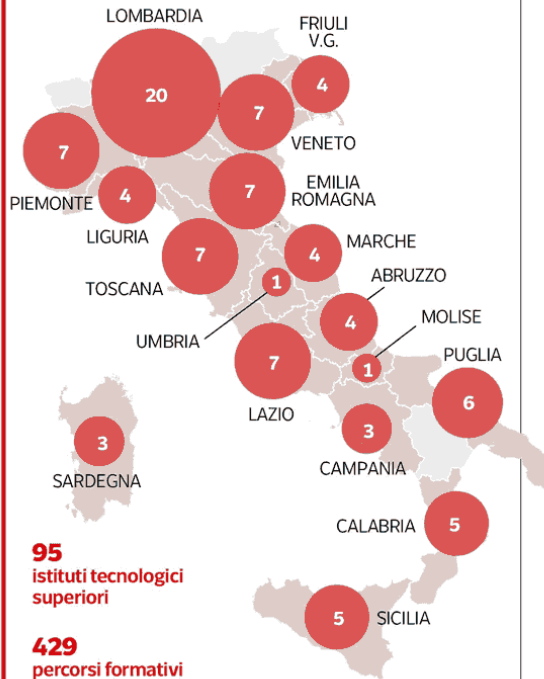 LOMBARDIA
20
FRIULI
V.G.
4
7
VENETO
7
PIEMONTE
4
LIGURIA
7
EMILIA
ROMAGNA
7
TOSCANA
4
MARCHE
1
UMBRIA
ABRUZZO
4
MOLISE
1
7
LAZIO
PUGLIA
6
3
CAMPANIA
3
SARDEGNA
CALABRIA
5
5
SICILIA
95
istituti tecnologici
superiori
429
percorsi formativi